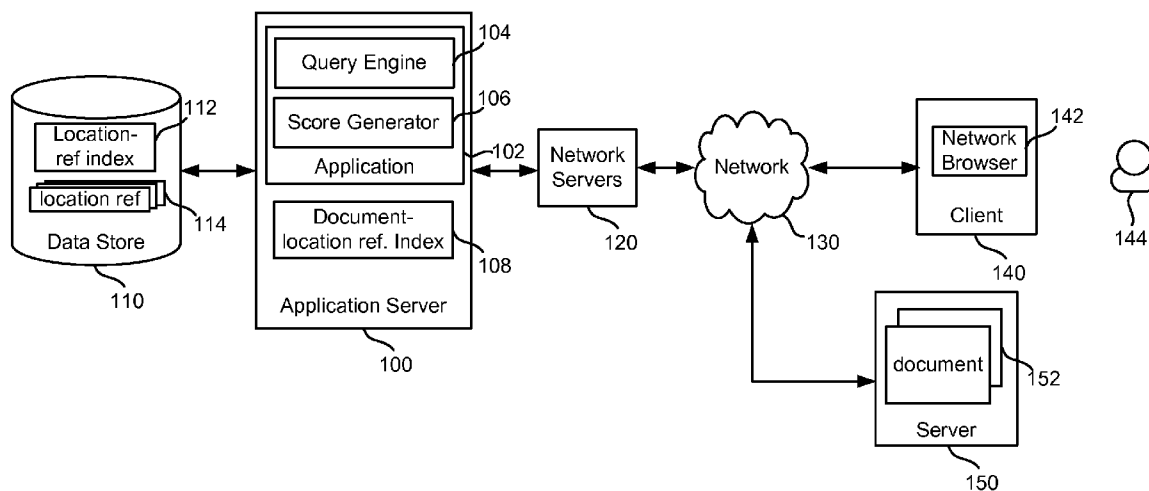 104
Query Engine
112
106
Location-
ref index
Score Generator
142
Network
Browser
102
Application
Network
Servers
Network
location ref
114
Data Store
Document-
location ref. Index
108
Client
120
130
140
144
110
Application Server
100
document
152
Server
150